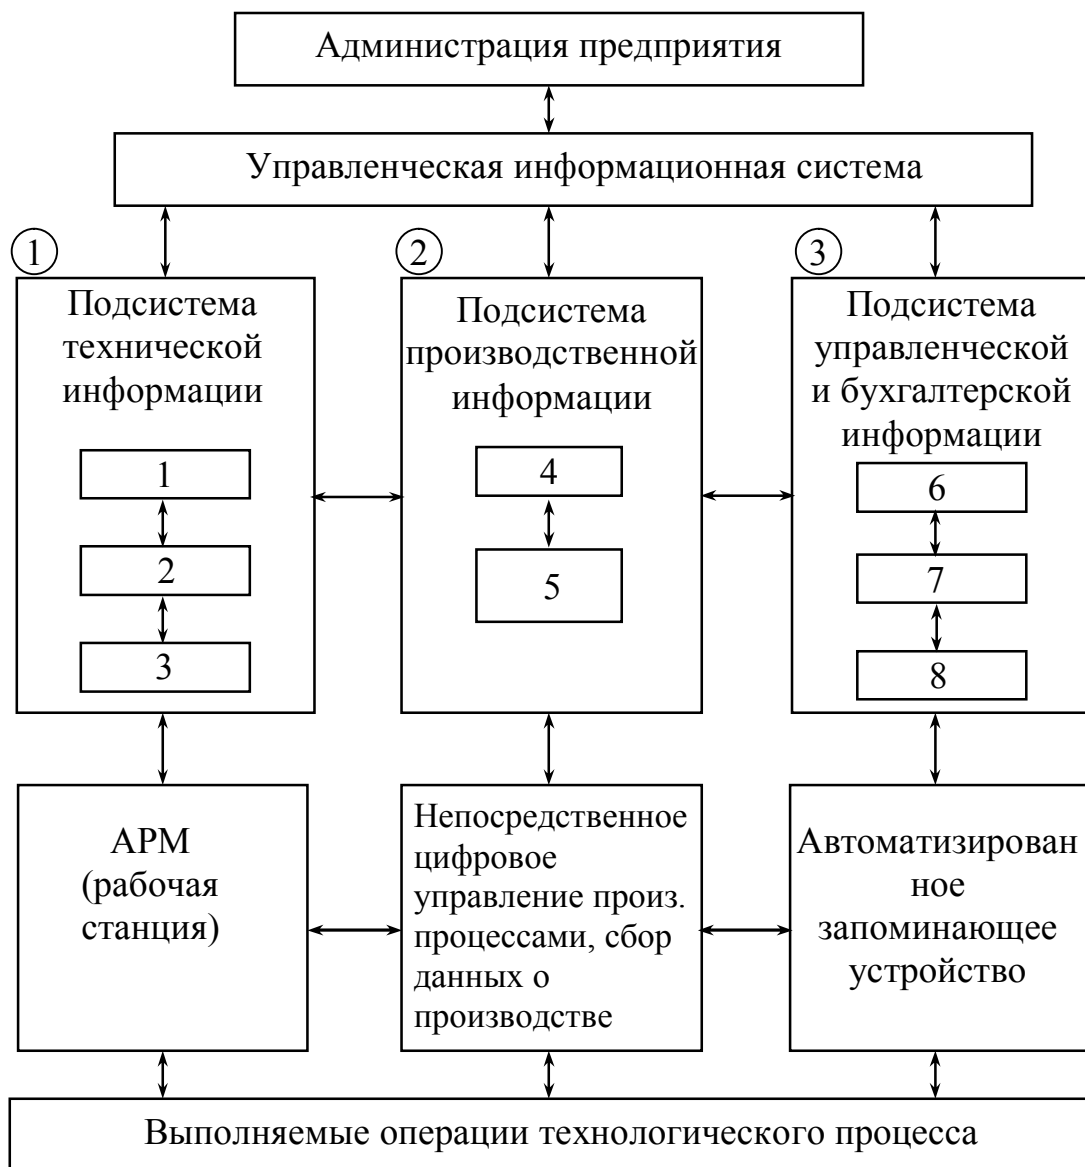 Администрация предприятия
Управленческая информационная система
1
Подсистема
технической
информации
1
2
3
2
Подсистема
производственной
информации
4
5
3
Подсистема
управленческой
и бухгалтерской
информации
6
7
8
АРМ
(рабочая
станция)
Непосредственное
цифровое
управление произ.
процессами, сбор
данных о
производстве
Автоматизирован
ное
запоминающее
устройство
Выполняемые операции технологического процесса